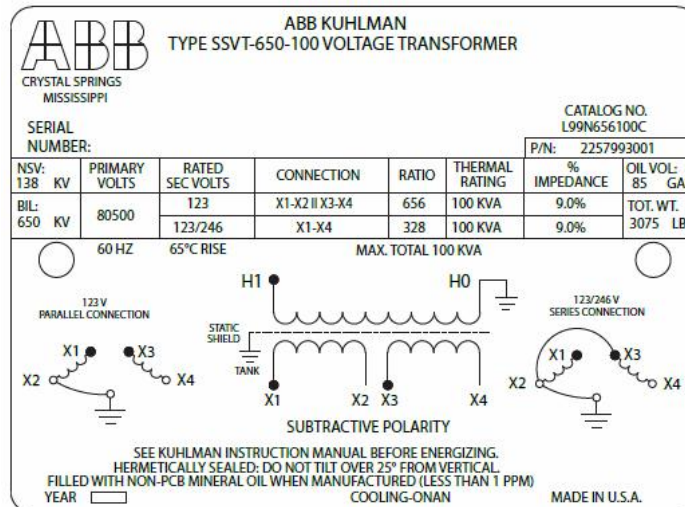 ABB
ABB KUHLMAN
TYPE SSVT-650-100 VOLTAGE TRANSFORMER
CRYSTAL SPRINGS
MISSISSIPPI
SERIAL
NUMBER:
CATALOG NO.
L99N656100C
P/N: 2257993001
NSV:
138 KV
PRIMARY
VOLTS
RATED
SEC VOLTS
CONNECTION
RATIO
THERMAL
RATING
%
IMPEDANCE
OIL VOL:
85 GA
BIL:
650 KV
80500
123 X1-X2 II X3-X4 656 100 KVA 9.0%
123/246 X1-X4 328 100 KVA 9.0%
TOT. WT.
3075 LB
60 HZ 65°C RISE MAX. TOTAL 100 KVA
H1 H0
123 V
PARALLEL CONNECTION
X1 X3
X2 X4
STATIC
SHIELD
TANK
X1 X2 X3 X4
123/246 V
SERIES CONNECTION
X1 X3
X2 X4
SUBTRACTIVE POLARITY
SEE KUHLMAN INSTRUCTION MANUAL BEFORE ENERGIZING.
HERMETICALLY SEALED: DO NOT TILT OVER 25° FROM VERTICAL.
FILLED WITH NON-PCB MINERAL OIL WHEN MANUFACTURED (LESS THAN 1 PPM)
YEAR COOLING-ONAN MADE IN U.S.A.